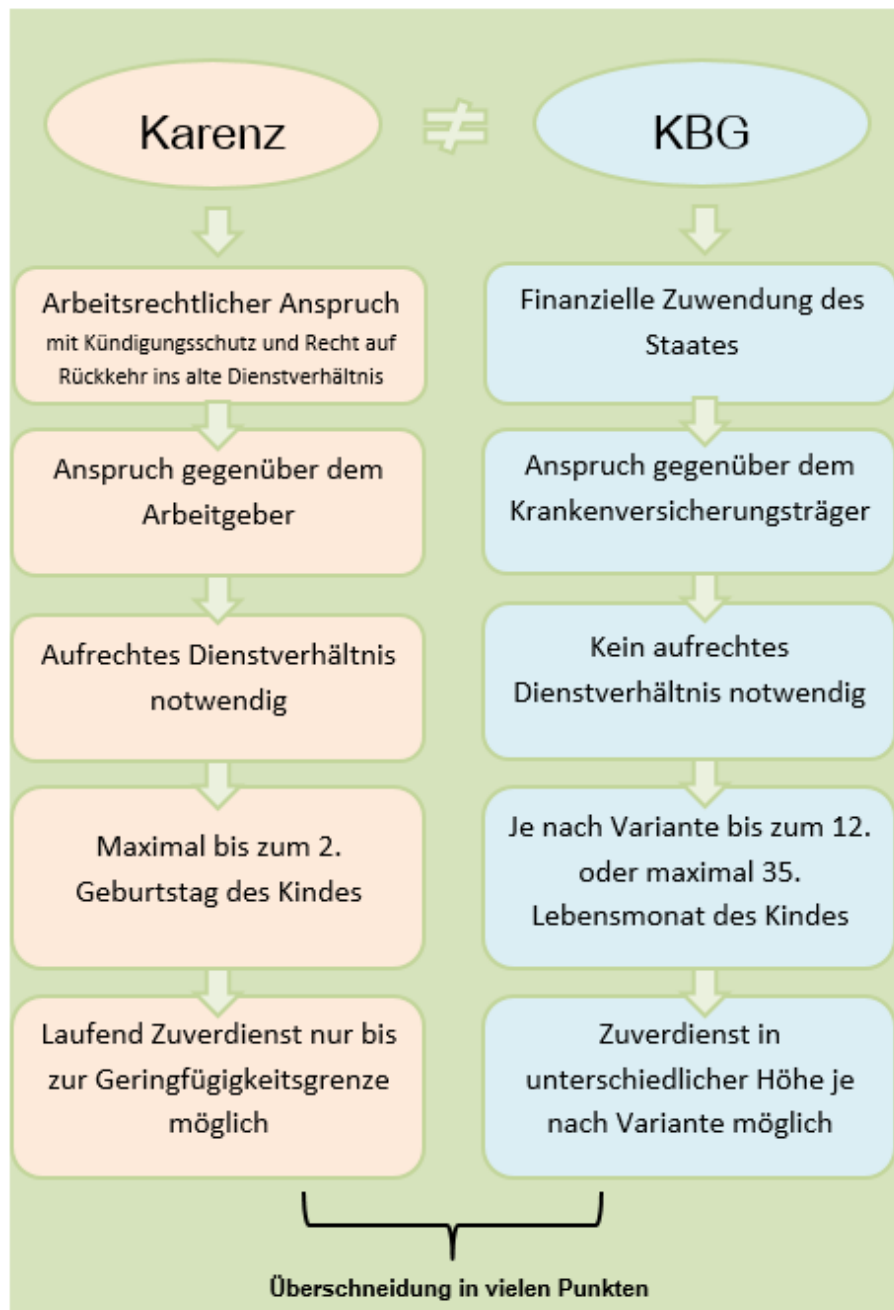 Karenz
≠
KBG
Arbeitsrechtlicher Anspruch
mit Kündigungsschutz und Recht auf
Rückkehr ins alte Dienstverhältnis
Anspruch gegenüber dem
Arbeitgeber
Aufrechtes Dienstverhältnis
notwendig
Maximal bis zum 2.
Geburtstag des Kindes
Laufend Zuverdienst nur bis
zur Geringfügigkeitsgrenze
möglich
Finanzielle Zuwendung des
Staates
Anspruch gegenüber dem
Krankenversicherungsträger
Kein aufrechtes
Dienstverhältnis notwendig
Je nach Variante bis zum 12.
oder maximal 35.
Lebensmonat des Kindes
Zuverdienst in
unterschiedlicher Höhe je
nach Variante möglich
Überschneidung in vielen Punkten